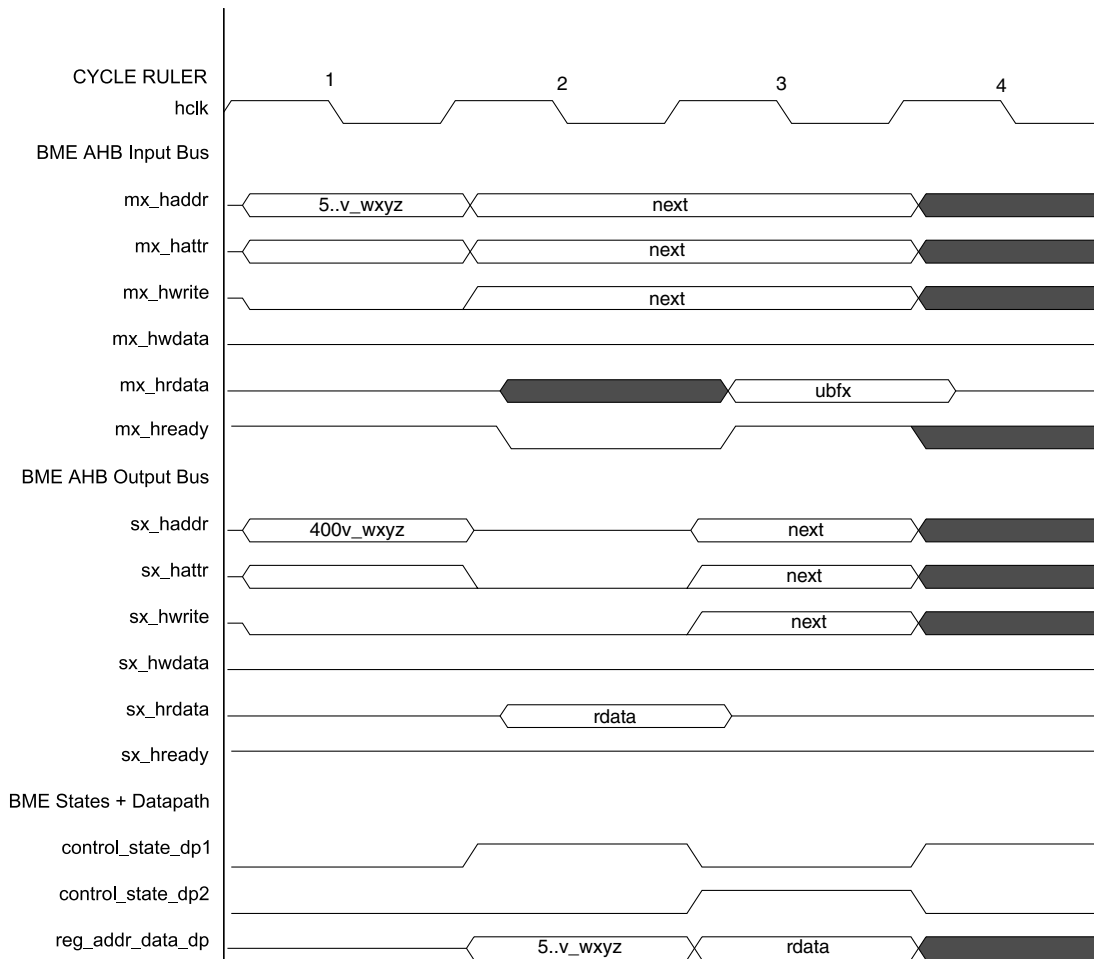 CYCLE RULER 1 2 3 4
hclk
BME AHB Input Bus
mx_haddr 5..v_wxyz next
mx_hattr next
mx_hwrite next
mx_hwdata
mx_hrdata ubfx
mx_hready
BME AHB Output Bus
sx_haddr 400v_wxyz next
sx_hattr next
sx_hwrite next
sx_hwdata
sx_hrdata rdata
sx_hready
BME States + Datapath
control_state_dp1
control_state_dp2
reg_addr_data_dp 5..v_wxyz rdata